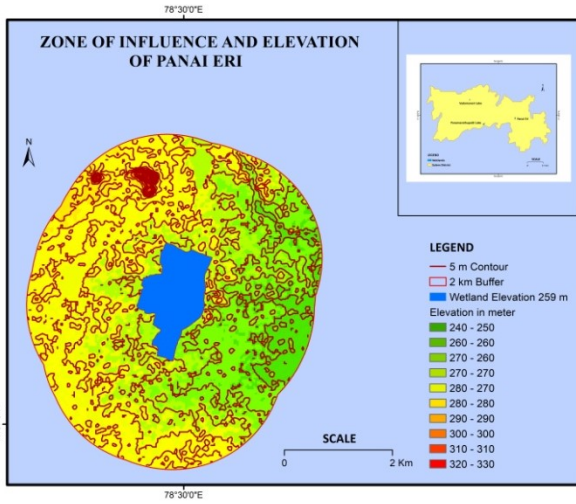 78°30'0"E
ZONE OF INFLUENCE AND ELEVATION
OF PANAI ERI
N
LEGEND
5 m Contour
2 km Buffer
Wetland Elevation 259 m
Elevation in meter
240 - 250
260 - 260
270 - 260
270 - 270
280 - 270
280 - 280
290 - 290
300 - 300
310 - 310
320 - 330
SCALE
0 2 Km
78°30'0"E